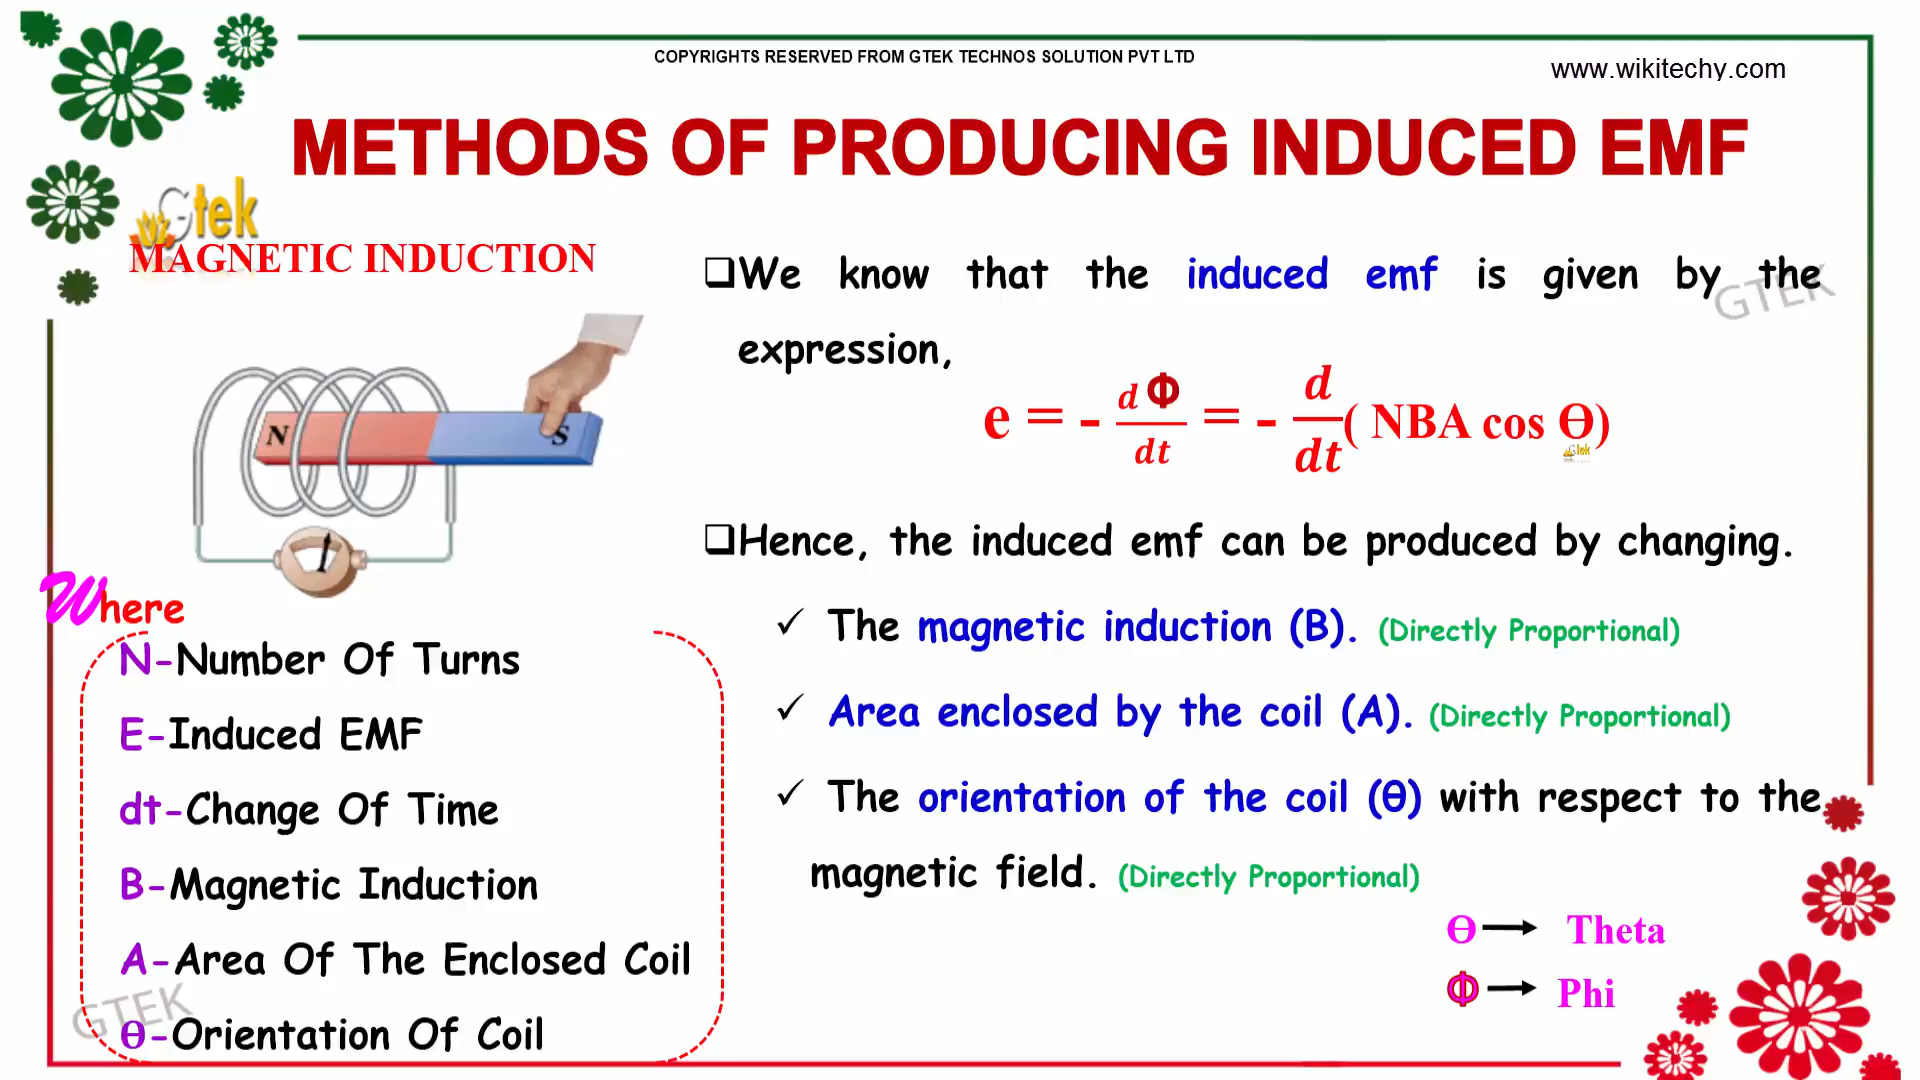 COPYRIGHTS RESERVED FROM GTEK TECHNOS SOLUTION PVT LTD
www.wikitechy.com
METHODS OF PRODUCING INDUCED EMF
Gtek
MAGNETIC INDUCTION
❑We know that the induced emf is given by the
GTEK
expression,
e = - dΦ/dt = - d/dt( NBA cos Θ)
Gtek
N
S
❑Hence, the induced emf can be produced by changing.
✓ The magnetic induction (B). (Directly Proportional)
✓ Area enclosed by the coil (A). (Directly Proportional)
✓ The orientation of the coil (θ) with respect to the
magnetic field. (Directly Proportional)
Θ→ Theta
Φ→ Phi
Where
N-Number Of Turns
E-Induced EMF
dt-Change Of Time
B-Magnetic Induction
A-Area Of The Enclosed Coil
GTEK
θ-Orientation Of Coil